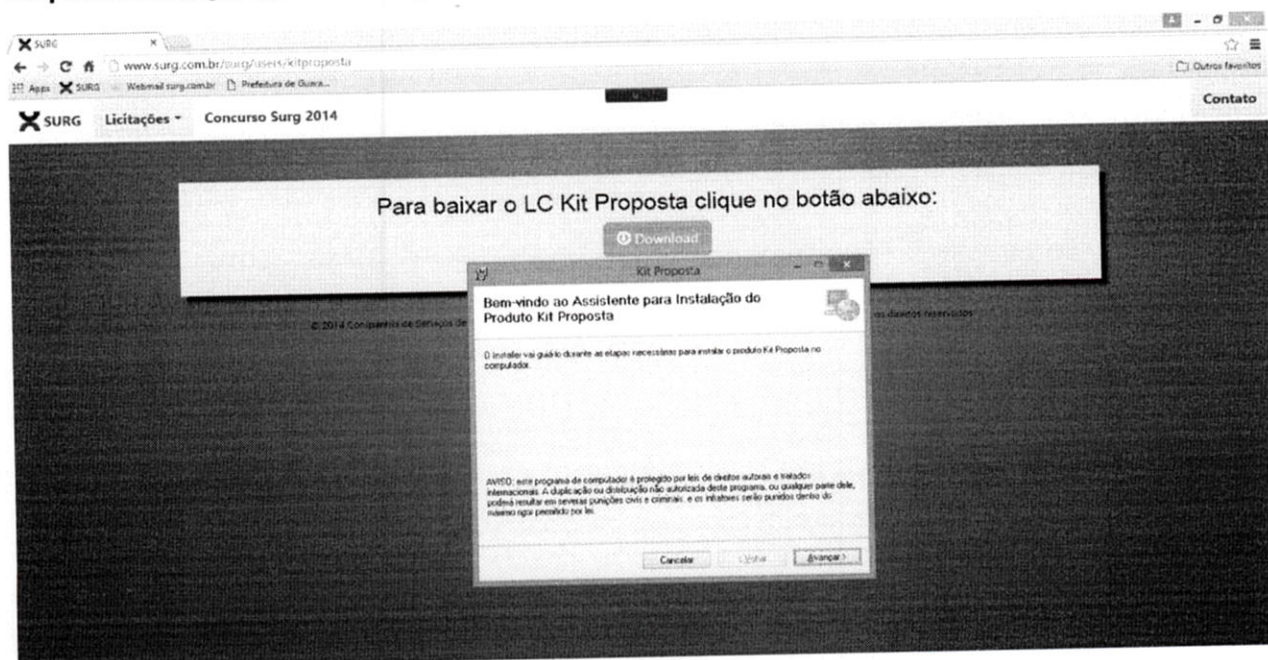 SURG
www.surg.com.br/surg/users/kitproposta
Apps SURG Webmail surg.com.br Prefeitura de Guara...
Outros favoritos
SURG Licitações Concurso Surg 2014
Contato
Para baixar o LC Kit Proposta clique no botão abaixo:
Download
Kit Proposta
Bem-vindo ao Assistente para Instalação do
Produto Kit Proposta
© 2014 Companhia de Serviços de
os direitos reservados
O Installer vai guiá-lo durante as etapas necessárias para instalar o produto Kit Proposta no
computador.
AVISO: este programa de computador é protegido por leis de direitos autorais e tratados
internacionais. A duplicação ou distribuição não autorizada deste programa, ou qualquer parte dele,
poderá resultar em severas punições civis e criminais, e os infratores serão punidos dentro do
máximo rigor permitido por lei.
Cancelar < Voltar Avançar >